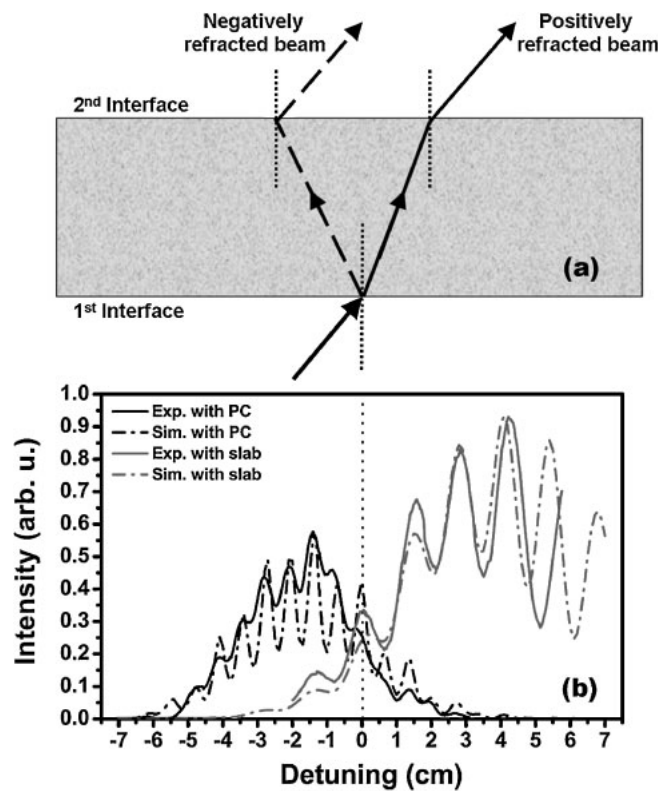 Negatively
refracted beam
Positively
refracted beam
2nd Interface
(a)
1st Interface
1.0
0.9
0.8
0.7
0.6
0.5
0.4
0.3
0.2
0.1
0.0
Intensity (arb. u.)
Exp. with PC
Sim. with PC
Exp. with slab
Sim. with slab
(b)
-7 -6 -5 -4 -3 -2 -1 0 1 2 3 4 5 6 7
Detuning (cm)